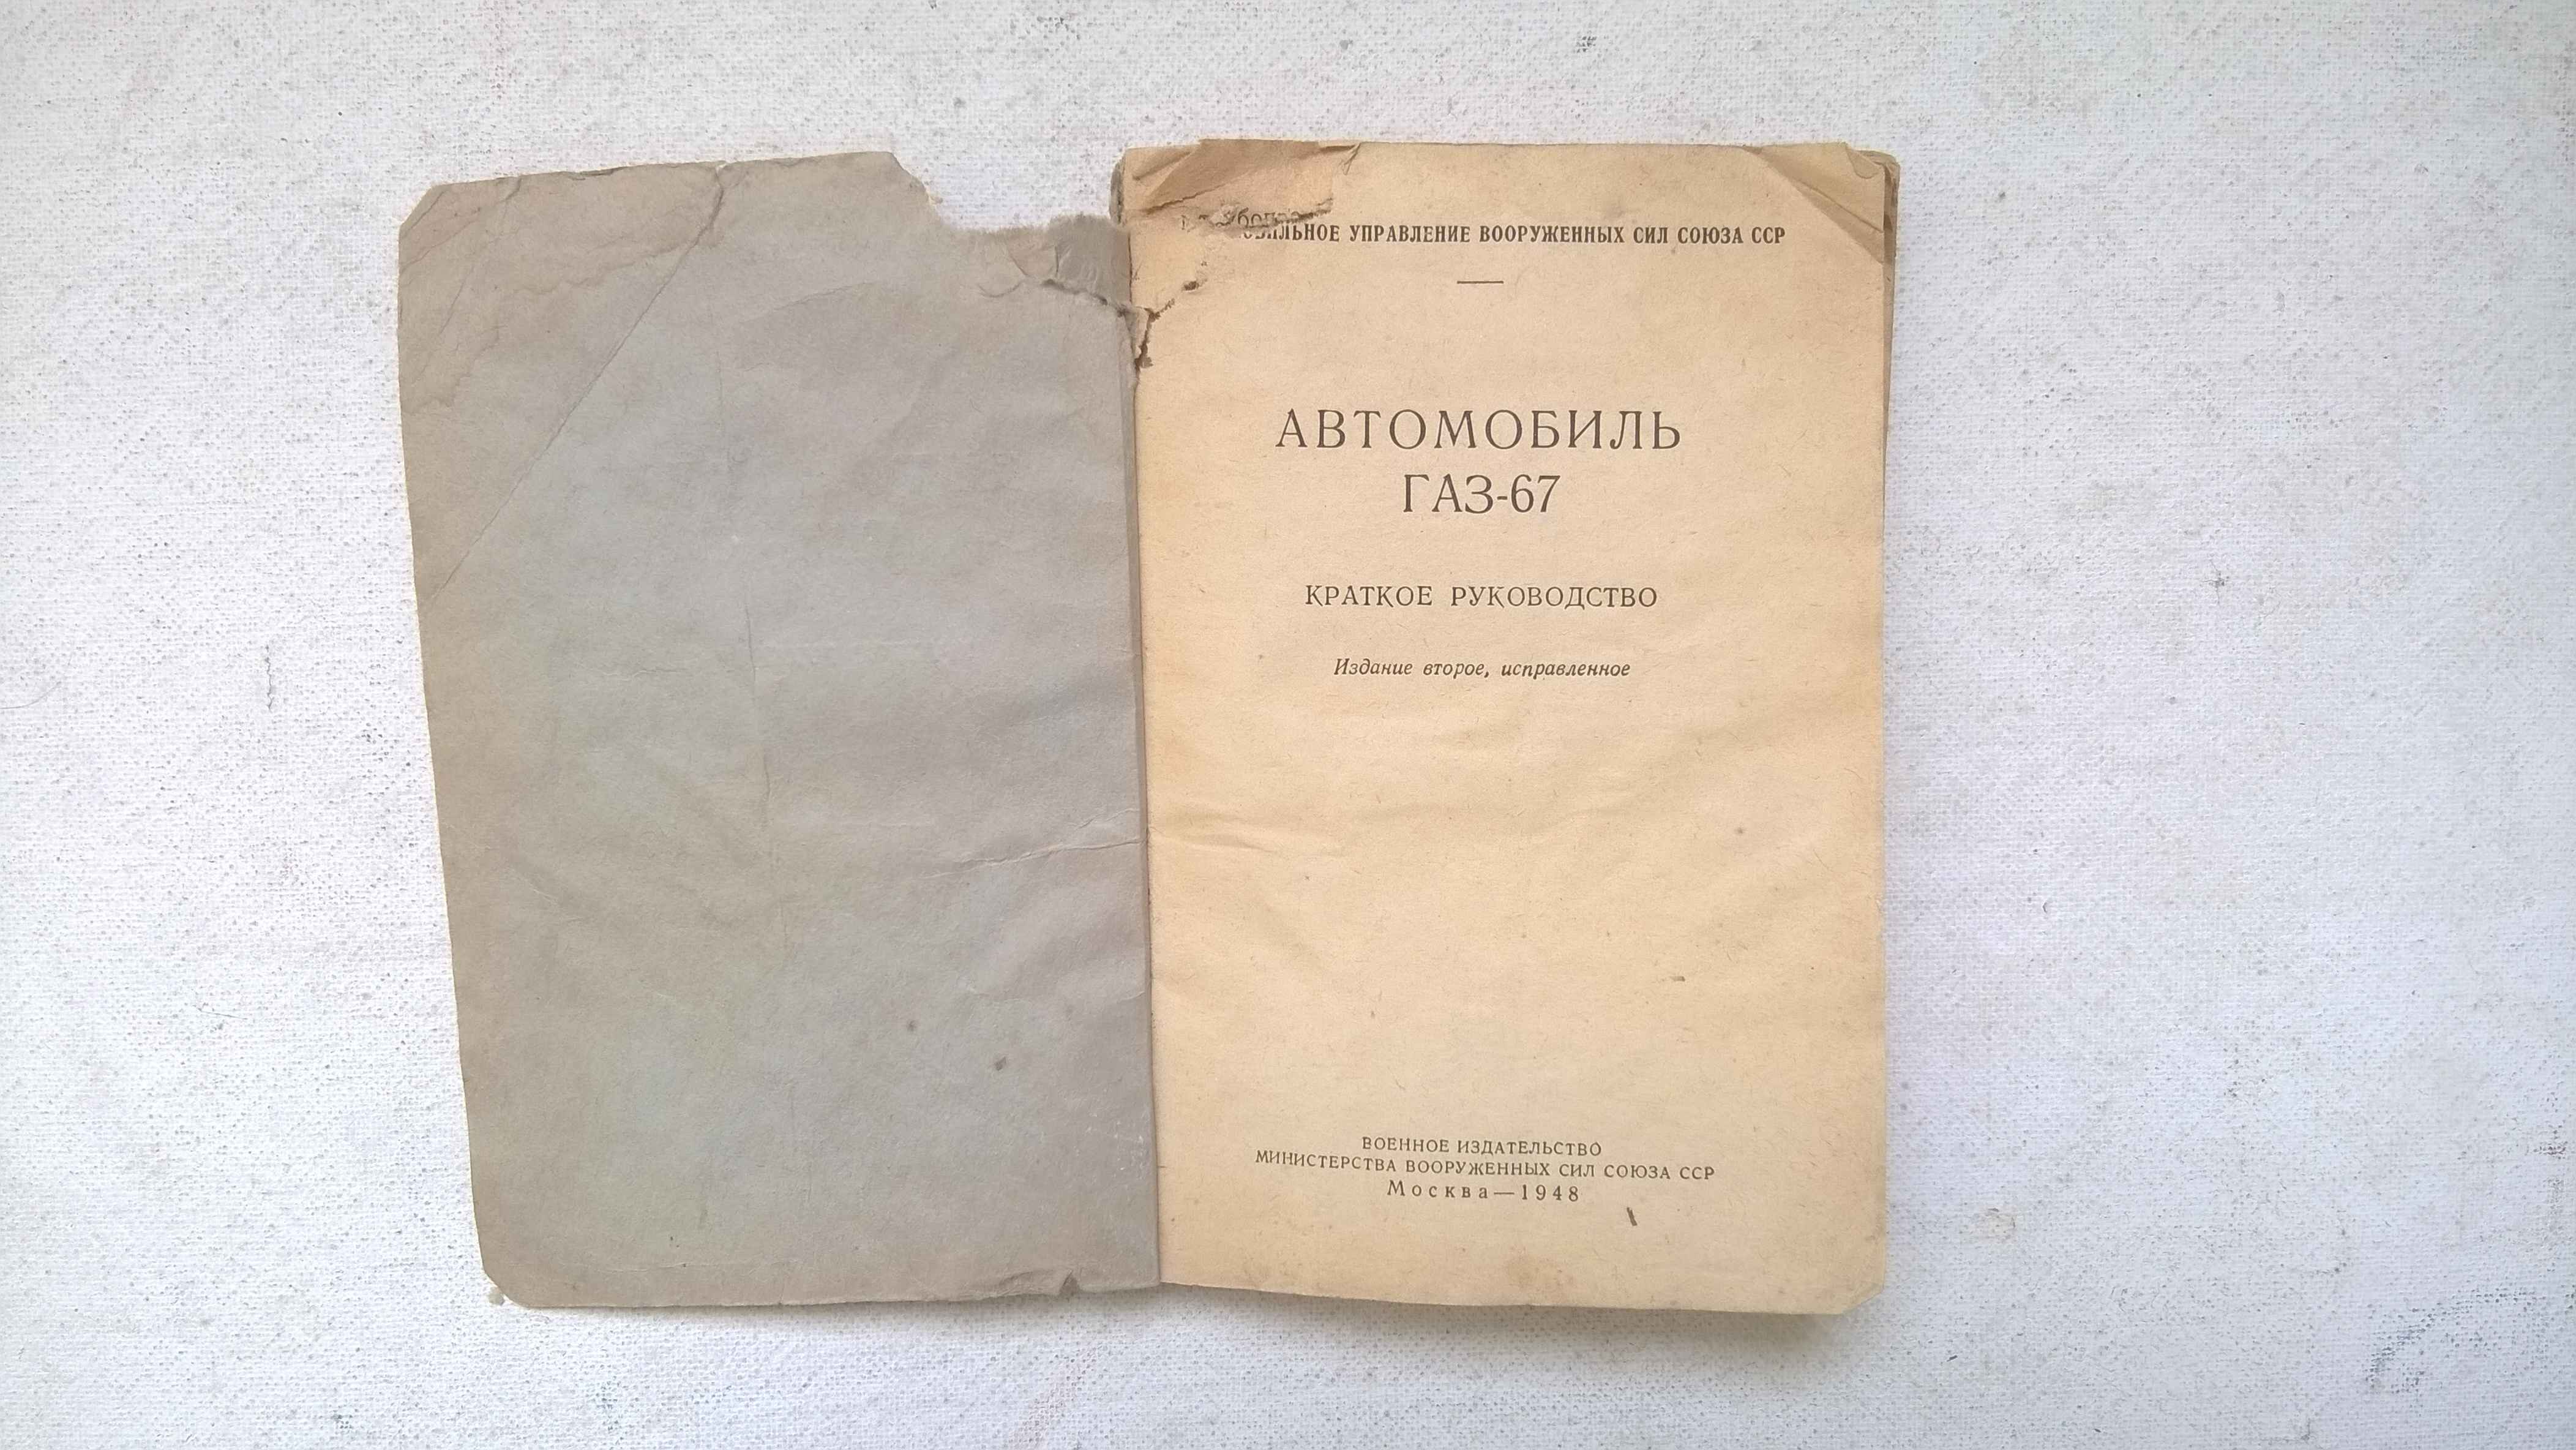 УПРАВЛЕНИЕ ВООРУЖЕННЫХ СИЛ СОЮЗА ССР
АВТОМОБИЛЬ
ГАЗ-67
КРАТКОЕ РУКОВОДСТВО
Издание второе, исправленное
ВОЕННОЕ ИЗДАТЕЛЬСТВО
МИНИСТЕРСТВА ВООРУЖЕННЫХ СИЛ СОЮЗА ССР
Москва—1948